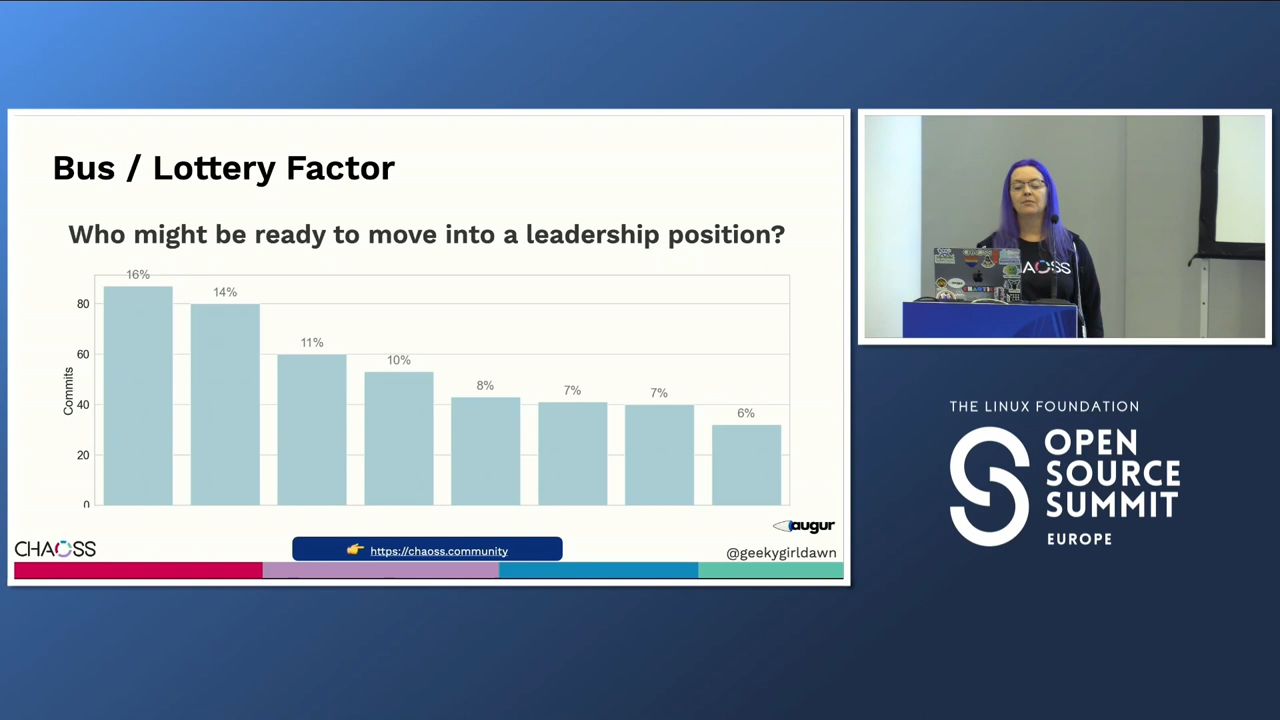 Bus / Lottery Factor
Who might be ready to move into a leadership position?
16%
14%
11%
10%
8%
7%
7%
6%
80
60
40
20
0
Commits
augur
CHAOSS
👉 https://chaoss.community
@geekygirldawn
CHAOSS
THE LINUX FOUNDATION
OPEN
SOURCE
SUMMIT
EUROPE